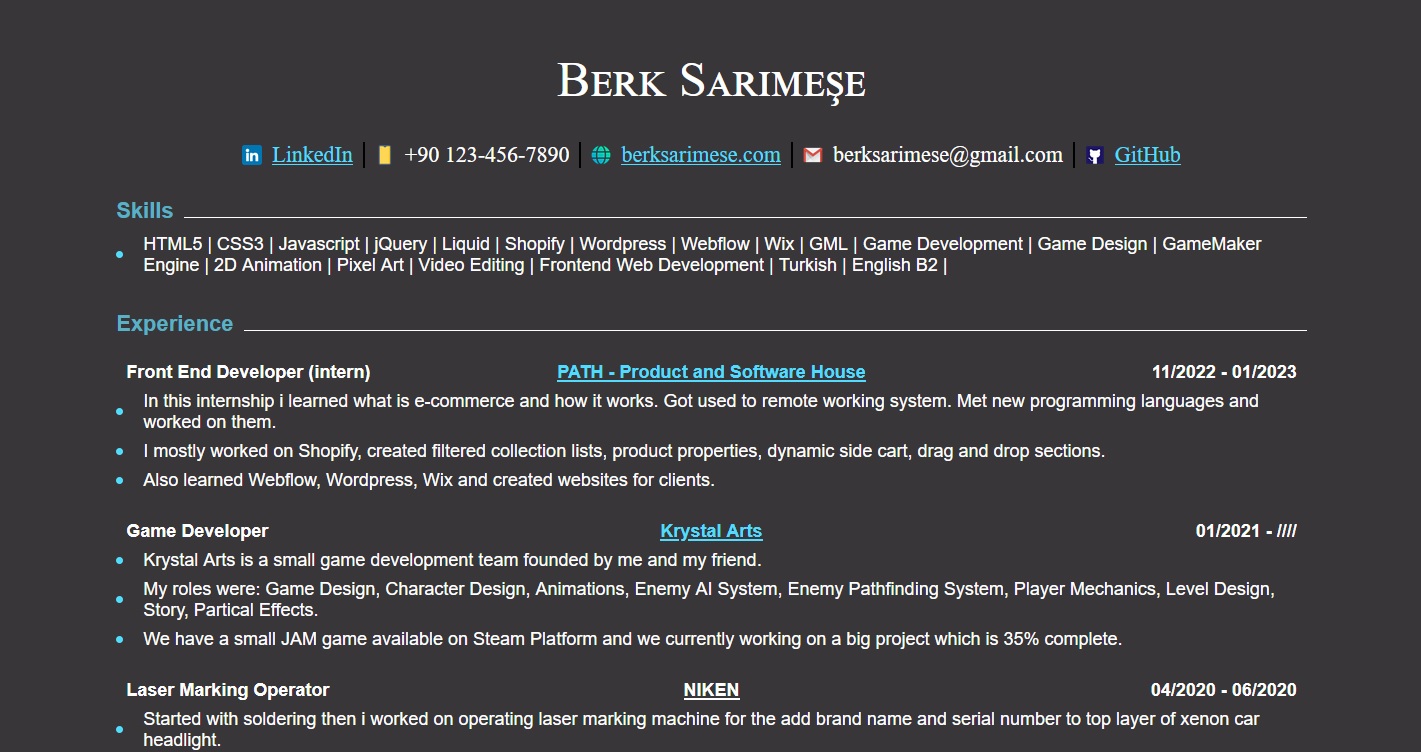 Berk Sarımeşe
LinkedIn | +90 123-456-7890 | berksarimese.com | berksarimese@gmail.com | GitHub
Skills
HTML5 | CSS3 | Javascript | jQuery | Liquid | Shopify | Wordpress | Webflow | Wix | GML | Game Development | Game Design | GameMaker
Engine | 2D Animation | Pixel Art | Video Editing | Frontend Web Development | Turkish | English B2 |
Experience
Front End Developer (intern) PATH - Product and Software House 11/2022 - 01/2023
In this internship i learned what is e-commerce and how it works. Got used to remote working system. Met new programming languages and
worked on them.
I mostly worked on Shopify, created filtered collection lists, product properties, dynamic side cart, drag and drop sections.
Also learned Webflow, Wordpress, Wix and created websites for clients.
Game Developer Krystal Arts 01/2021 - ////
Krystal Arts is a small game development team founded by me and my friend.
My roles were: Game Design, Character Design, Animations, Enemy AI System, Enemy Pathfinding System, Player Mechanics, Level Design,
Story, Partical Effects.
We have a small JAM game available on Steam Platform and we currently working on a big project which is 35% complete.
Laser Marking Operator NIKEN 04/2020 - 06/2020
Started with soldering then i worked on operating laser marking machine for the add brand name and serial number to top layer of xenon car
headlight.